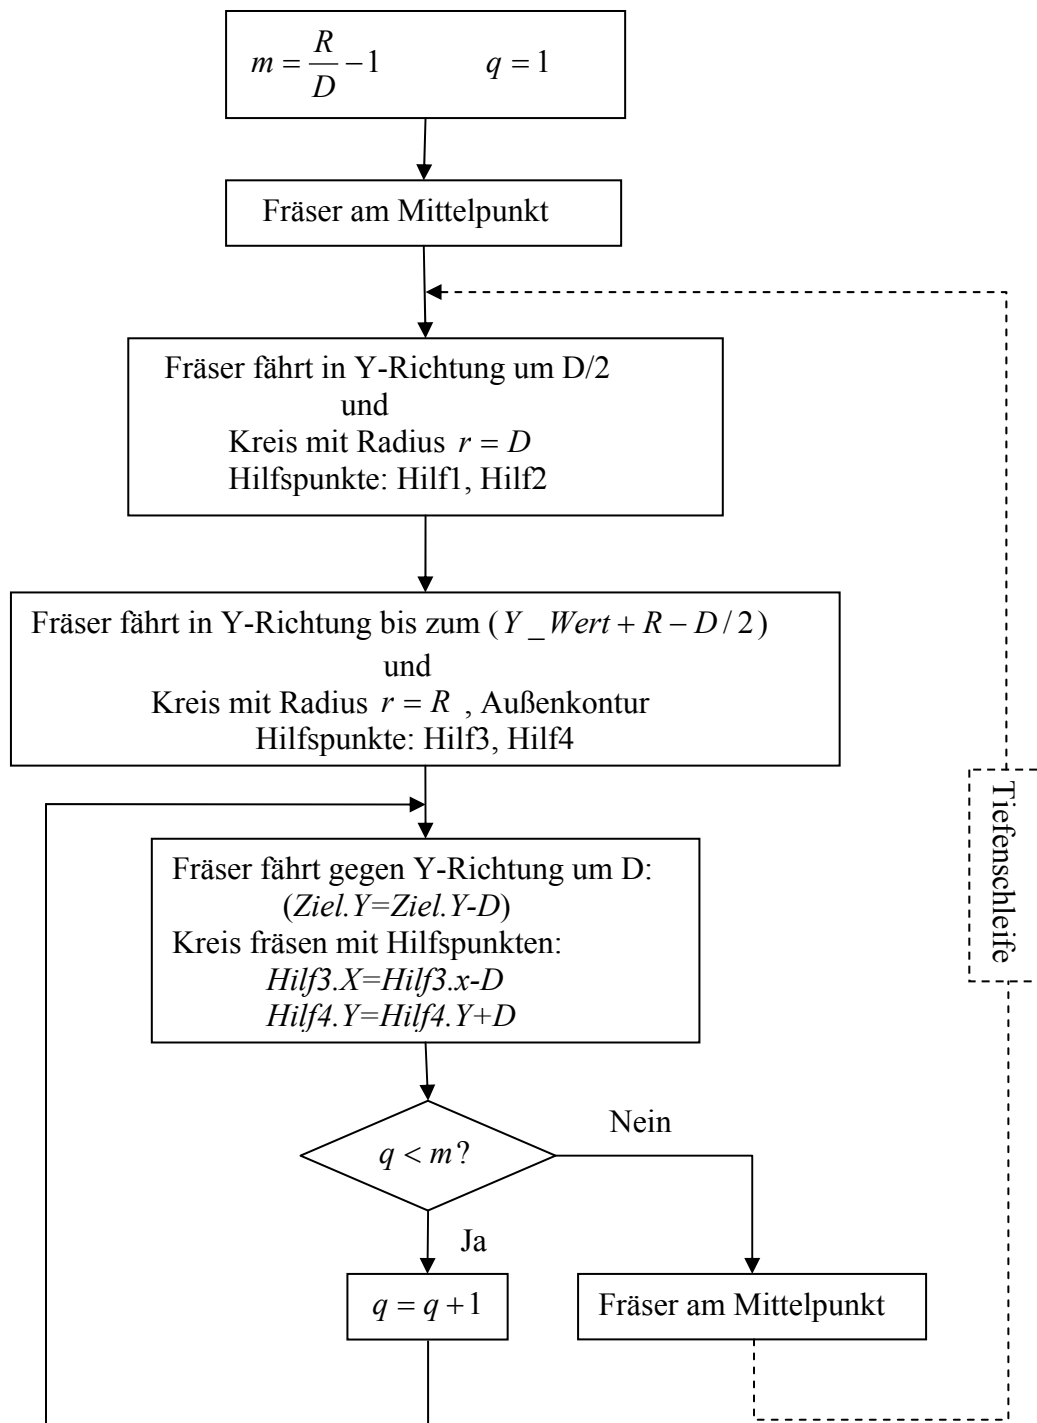 m = R/D − 1 q = 1
Fräser am Mittelpunkt
Fräser fährt in Y-Richtung um D/2
und
Kreis mit Radius r = D
Hilfspunkte: Hilf1, Hilf2
Fräser fährt in Y-Richtung bis zum (Y_Wert + R − D/2)
und
Kreis mit Radius r = R , Außenkontur
Hilfspunkte: Hilf3, Hilf4
Fräser fährt gegen Y-Richtung um D:
(Ziel.Y=Ziel.Y-D)
Kreis fräsen mit Hilfspunkten:
Hilf3.X=Hilf3.x-D
Hilf4.Y=Hilf4.Y+D
Tiefenschleife
q < m?
Nein
Ja
q = q + 1
Fräser am Mittelpunkt